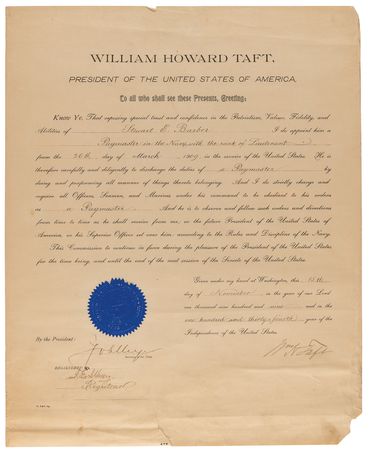 WILLIAM HOWARD TAFT,
PRESIDENT OF THE UNITED STATES OF AMERICA,
To all who shall see these Presents, Greeting:
KNOW YE, That reposing special trust and confidence in the Patriotism, Valour, Fidelity, and
Abilities of Stewart E. Barber I do appoint him a
Paymaster in the Navy, with the rank of Lieutenant
from the 26th day of March 1909 in the service of the United States. He is
therefore carefully and diligently to discharge the duties of a Paymaster by
doing and performing all manner of things thereto belonging. And I do strictly charge and
require all Officers, Seamen, and Marines under his command to be obedient to his orders
as a Paymaster And he is to observe and follow such orders and directions
from time to time as he shall receive from me, or the future President of the United States of
America, or his Superior Officer set over him, according to the Rules and Discipline of the Navy.
This Commission to continue in force during the pleasure of the President of the United States
for the time being, and until the end of the next session of the Senate of the United States.
Given under my hand at Washington, this
day of November in the year of our Lord
one thousand nine hundred and nine and in the
one hundred and thirty-fourth year of the
Independence of the United States.
By the President:
Wm H Taft
Secretary of the Navy.
REGISTERED
Registrar